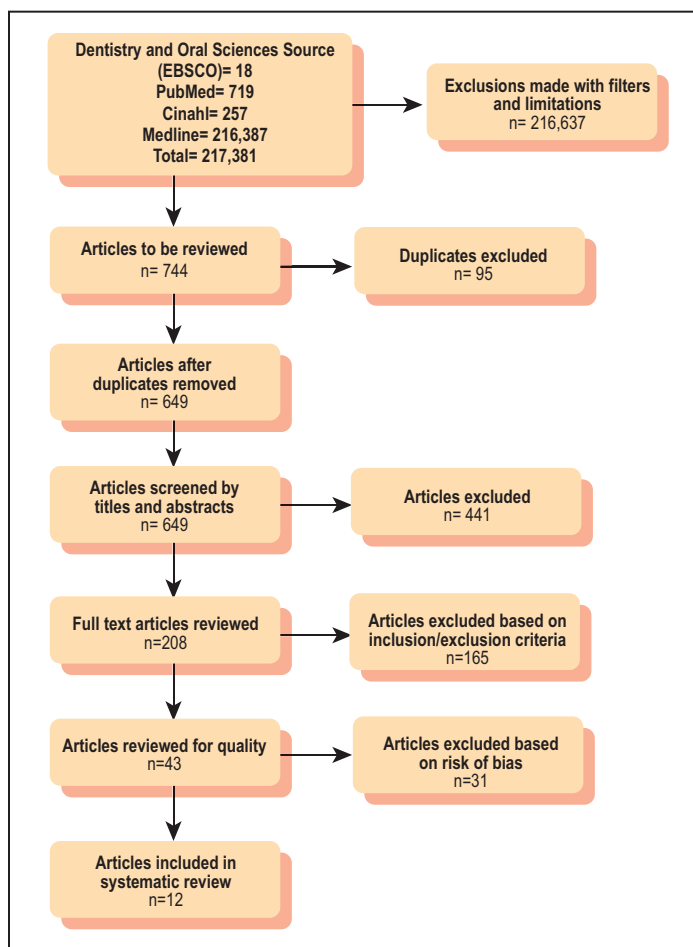 Dentistry and Oral Sciences Source
(EBSCO)= 18
PubMed= 719
Cinahl= 257
Medline= 216,387
Total= 217,381
Exclusions made with filters
and limitations
n= 216,637
Articles to be reviewed
n= 744
Duplicates excluded
n= 95
Articles after
duplicates removed
n= 649
Articles screened by
titles and abstracts
n= 649
Articles excluded
n= 441
Full text articles reviewed
n=208
Articles excluded based on
inclusion/exclusion criteria
n=165
Articles reviewed for quality
n=43
Articles excluded based
on risk of bias
n=31
Articles included in
systematic review
n=12